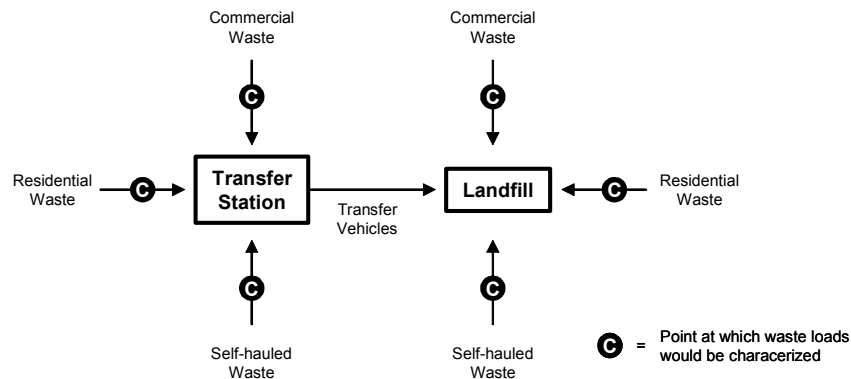 Commercial
Waste
Commercial
Waste
C
C
Residential
Waste
C
Transfer
Station
Transfer
Vehicles
Landfill
C
Residential
Waste
C
C
Self-hauled
Waste
Self-hauled
Waste
C = Point at which waste loads
would be characerized